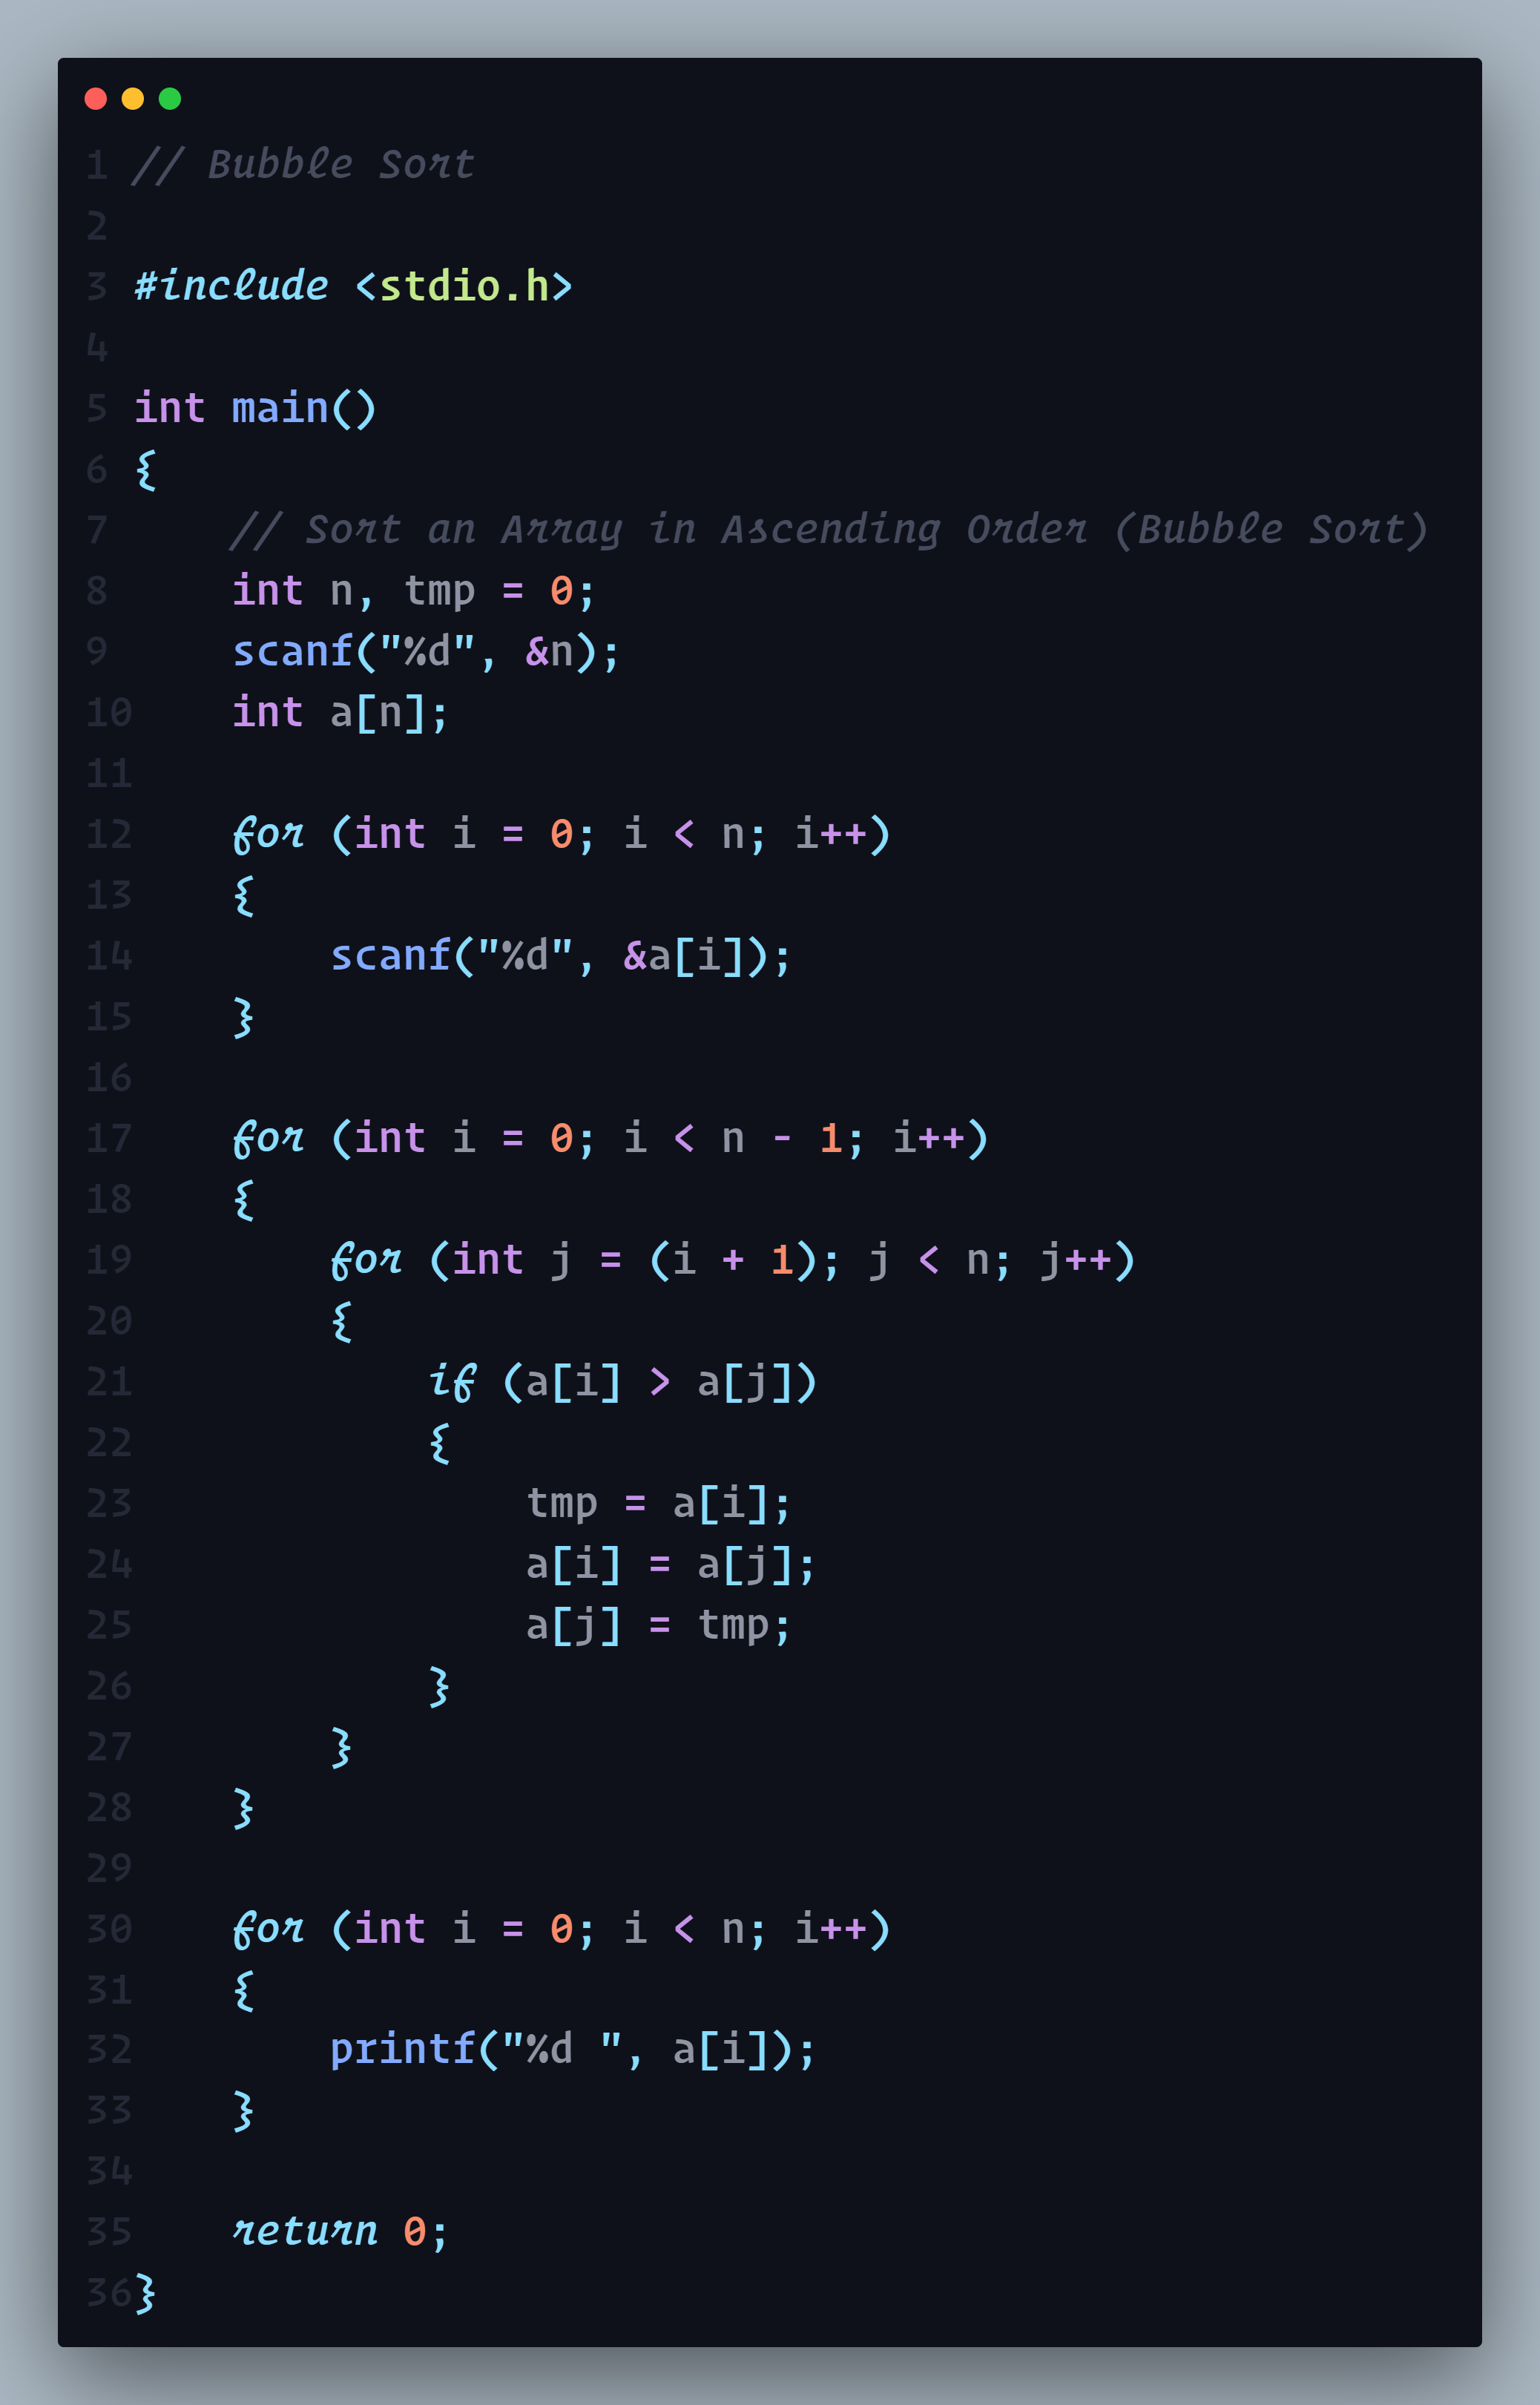 1 // Bubble Sort
2
3 #include <stdio.h>
4
5 int main()
6 {
7     // Sort an Array in Ascending Order (Bubble Sort)
8     int n, tmp = 0;
9     scanf("%d", &n);
10    int a[n];
11
12    for (int i = 0; i < n; i++)
13    {
14        scanf("%d", &a[i]);
15    }
16
17    for (int i = 0; i < n - 1; i++)
18    {
19        for (int j = (i + 1); j < n; j++)
20        {
21            if (a[i] > a[j])
22            {
23                tmp = a[i];
24                a[i] = a[j];
25                a[j] = tmp;
26            }
27        }
28    }
29
30    for (int i = 0; i < n; i++)
31    {
32        printf("%d ", a[i]);
33    }
34
35    return 0;
36}